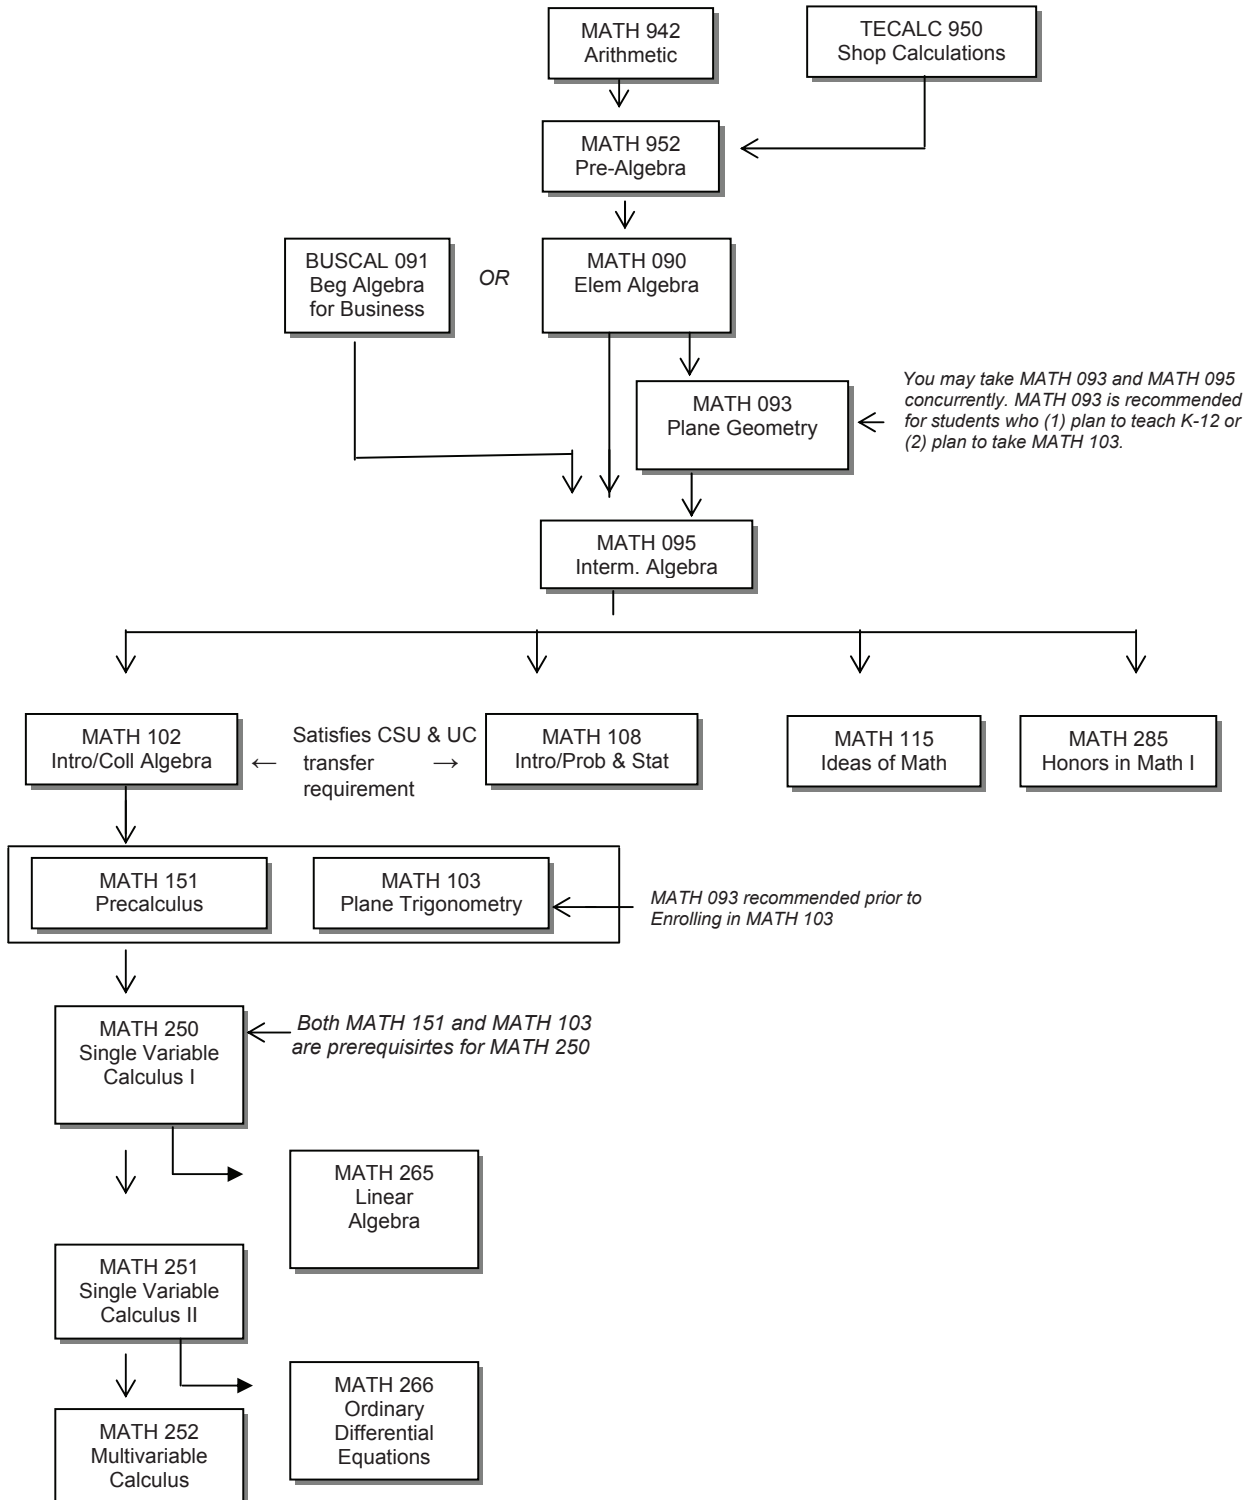 MATH 942
Arithmetic
TECALC 950
Shop Calculations
MATH 952
Pre-Algebra
BUSCAL 091
Beg Algebra
for Business
OR
MATH 090
Elem Algebra
MATH 093
Plane Geometry
You may take MATH 093 and MATH 095
concurrently. MATH 093 is recommended
for students who (1) plan to teach K-12 or
(2) plan to take MATH 103.
MATH 095
Interm. Algebra
MATH 102
Intro/Coll Algebra
Satisfies CSU & UC
← transfer →
requirement
MATH 108
Intro/Prob & Stat
MATH 115
Ideas of Math
MATH 285
Honors in Math I
MATH 151
Precalculus
MATH 103
Plane Trigonometry
MATH 093 recommended prior to
Enrolling in MATH 103
MATH 250
Single Variable
Calculus I
Both MATH 151 and MATH 103
are prerequisirtes for MATH 250
MATH 265
Linear
Algebra
MATH 251
Single Variable
Calculus II
MATH 266
Ordinary
Differential
Equations
MATH 252
Multivariable
Calculus